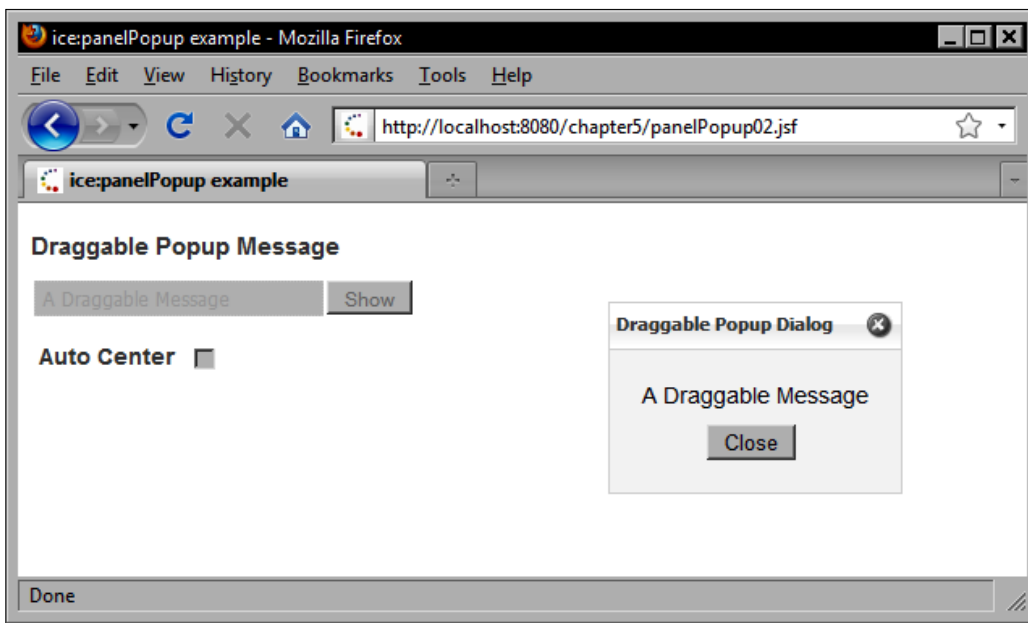 ice:panelPopup example - Mozilla Firefox
File Edit View History Bookmarks Tools Help
http://localhost:8080/chapter5/panelPopup02.jsf
ice:panelPopup example
Draggable Popup Message
A Draggable Message Show
Auto Center
Draggable Popup Dialog
A Draggable Message
Close
Done